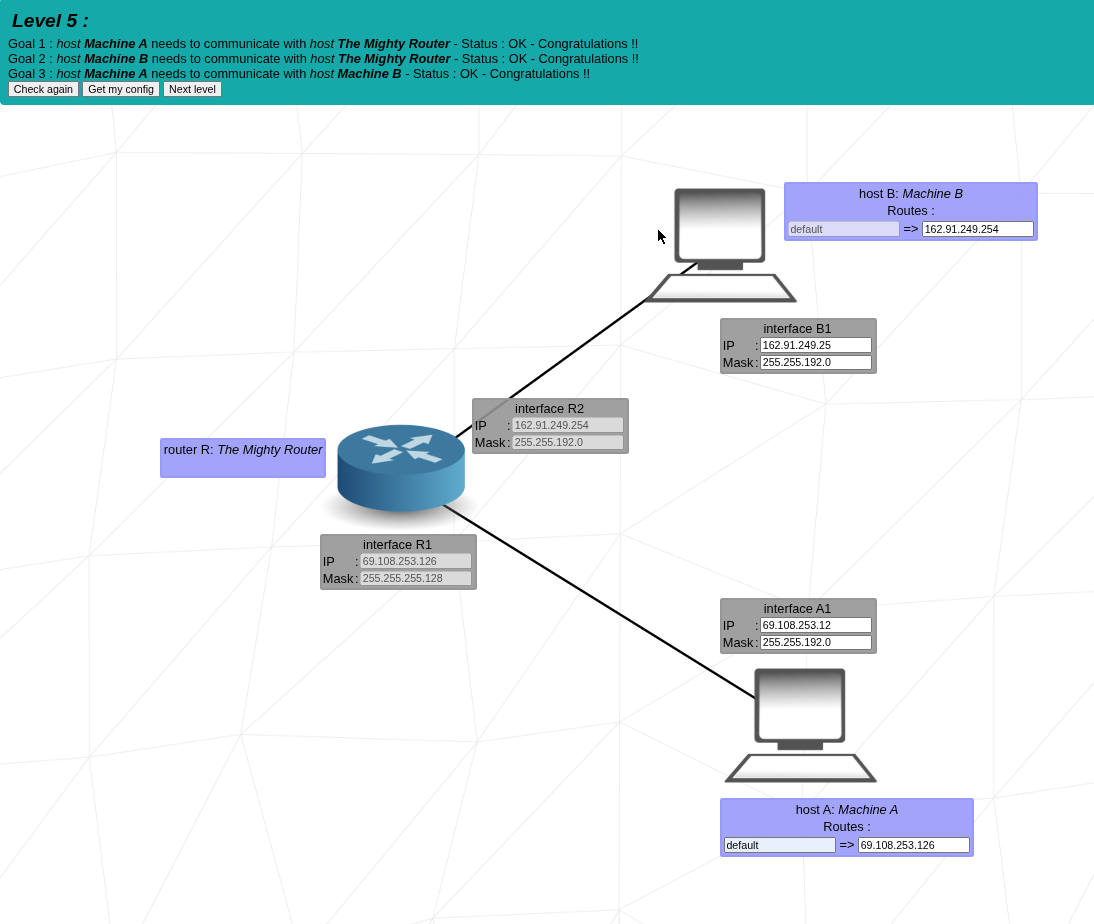 Level 5 :
Goal 1 : host Machine A needs to communicate with host The Mighty Router - Status : OK - Congratulations !!
Goal 2 : host Machine B needs to communicate with host The Mighty Router - Status : OK - Congratulations !!
Goal 3 : host Machine A needs to communicate with host Machine B - Status : OK - Congratulations !!
Check again Get my config Next level
host B: Machine B
Routes :
default => 162.91.249.254
interface B1
IP : 162.91.249.25
Mask : 255.255.192.0
interface R2
IP : 162.91.249.254
Mask : 255.255.192.0
router R: The Mighty Router
interface R1
IP : 69.108.253.126
Mask : 255.255.255.128
interface A1
IP : 69.108.253.12
Mask : 255.255.192.0
host A: Machine A
Routes :
default => 69.108.253.126